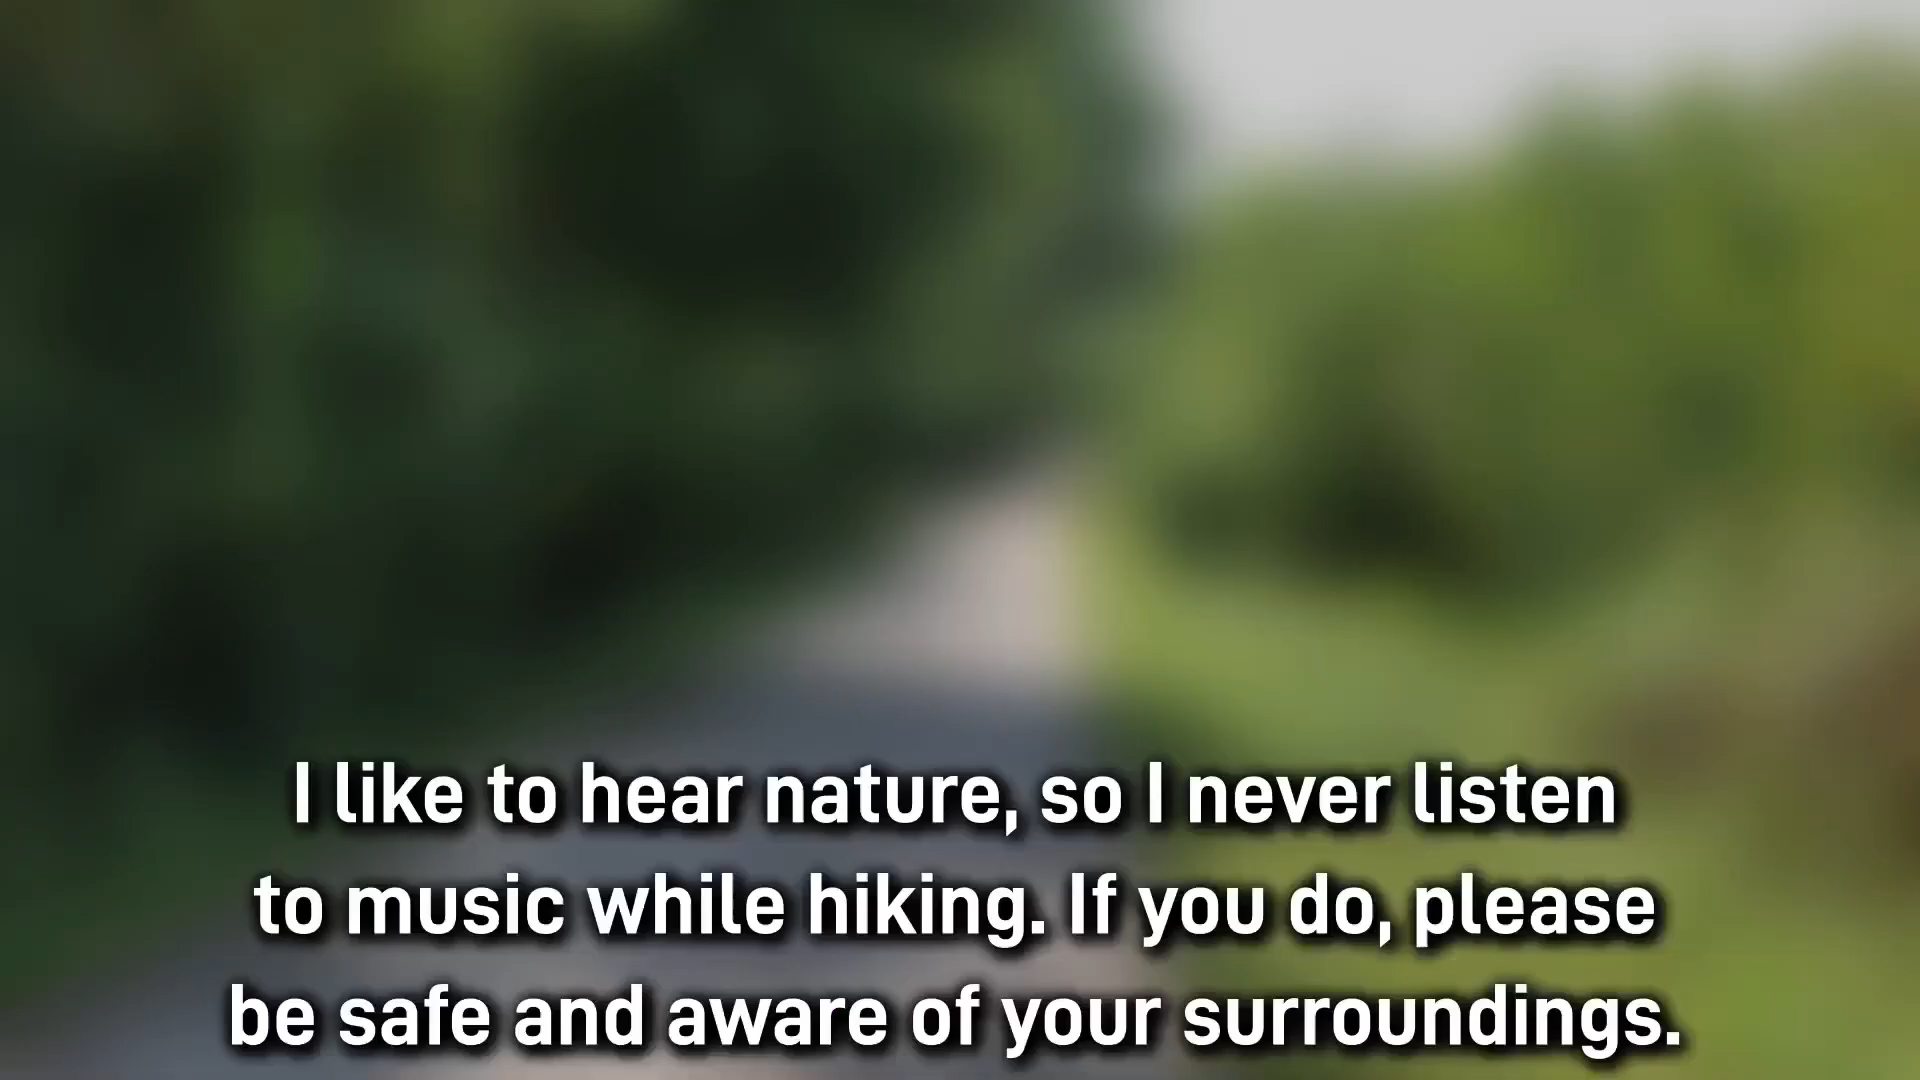 I like to hear nature, so I never listen
to music while hiking. If you do, please
be safe and aware of your surroundings.